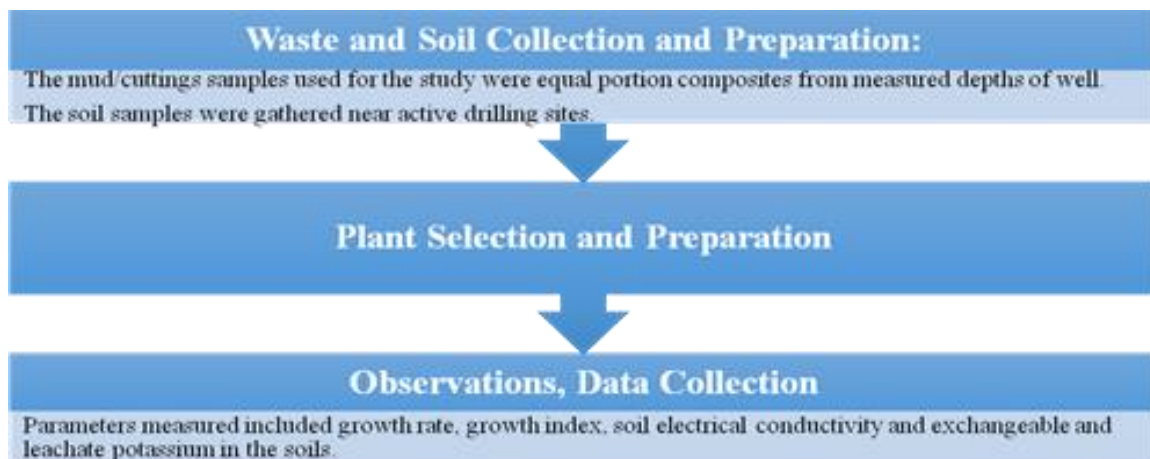 Waste and Soil Collection and Preparation:
The mud/cuttings samples used for the study were equal portion composites from measured depths of well.
The soil samples were gathered near active drilling sites.
Plant Selection and Preparation
Observations, Data Collection
Parameters measured included growth rate, growth index, soil electrical conductivity and exchangeable and
leachate potassium in the soils.